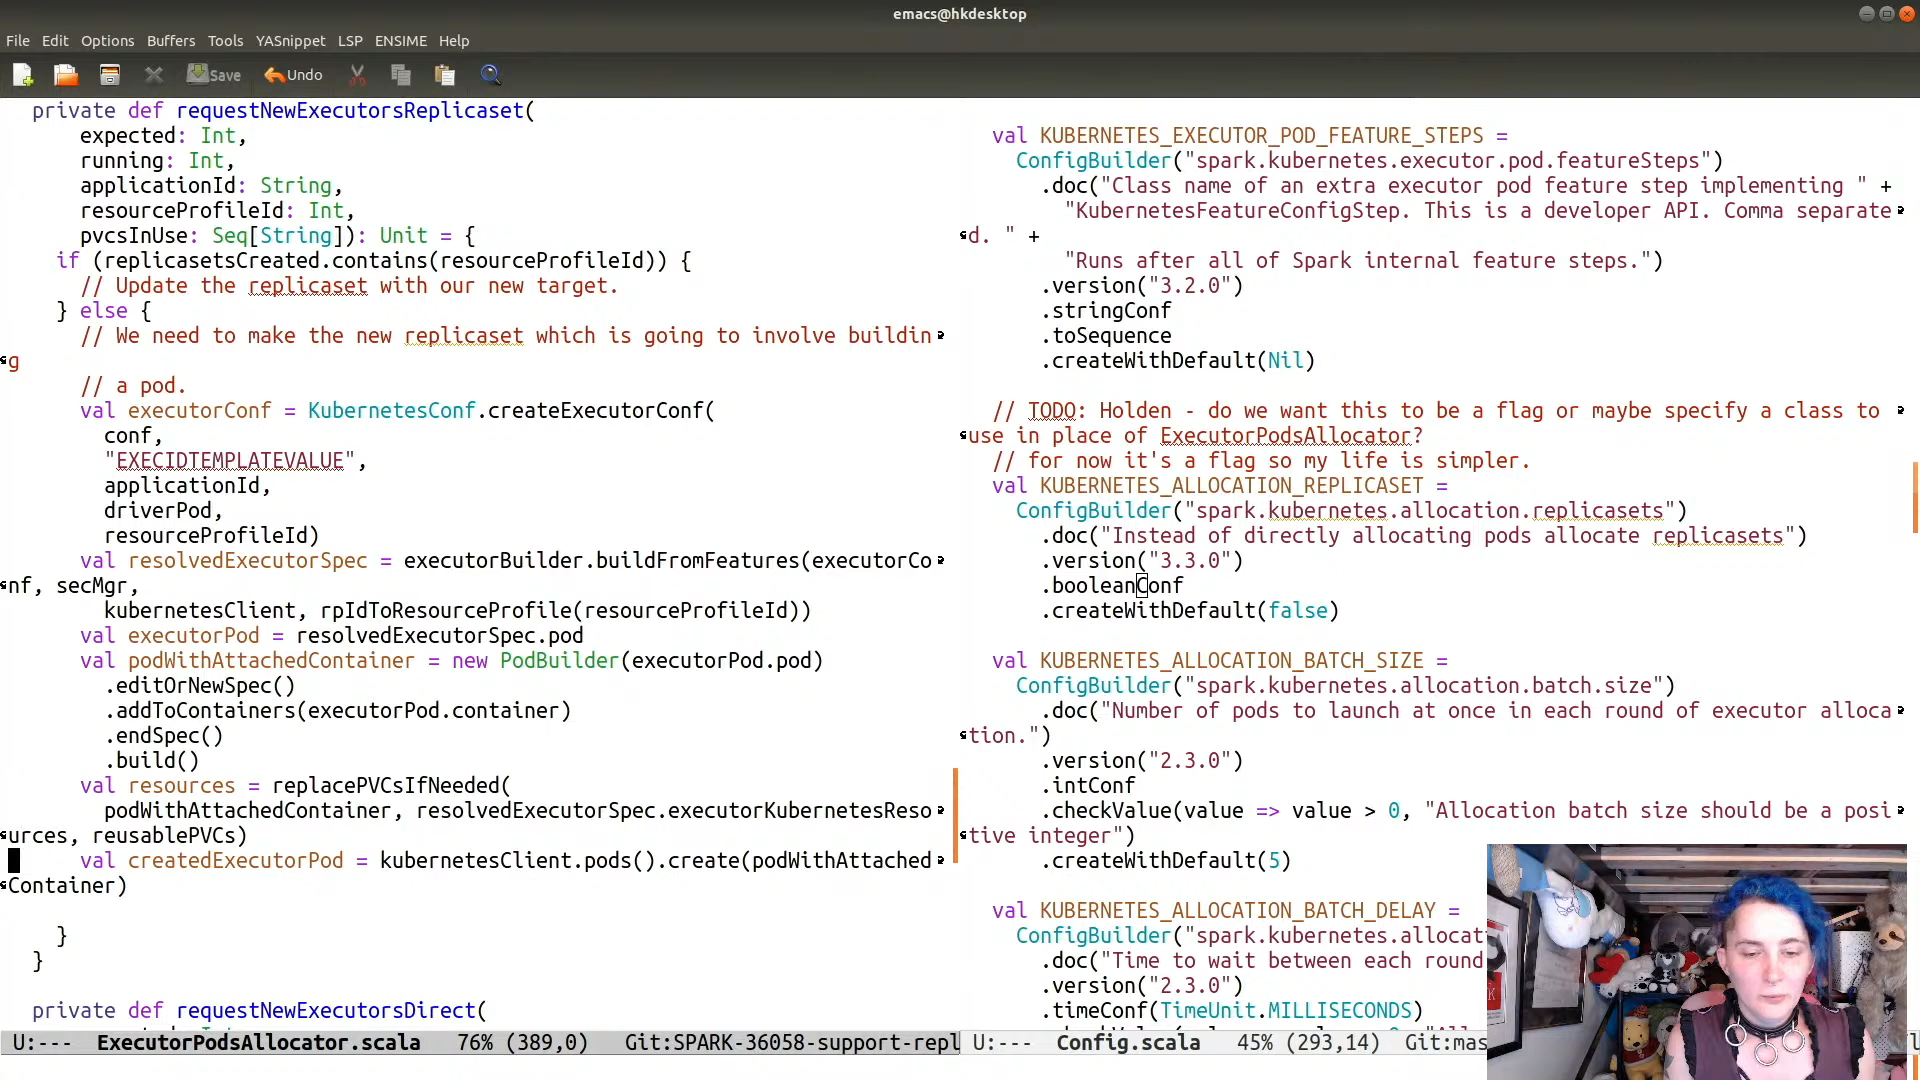 emacs@hkdesktop
File Edit Options Buffers Tools YASnippet LSP ENSIME Help
Save Undo
private def requestNewExecutorsReplicaset(
expected: Int,
running: Int,
applicationId: String,
resourceProfileId: Int,
pvcsInUse: Seq[String]): Unit = {
if (replicasetsCreated.contains(resourceProfileId)) {
// Update the replicaset with our new target.
} else {
// We need to make the new replicaset which is going to involve buildin
g
// a pod.
val executorConf = KubernetesConf.createExecutorConf(
conf,
"EXECIDTEMPLATEVALUE",
applicationId,
driverPod,
resourceProfileId)
val resolvedExecutorSpec = executorBuilder.buildFromFeatures(executorCo
nf, secMgr,
kubernetesClient, rpIdToResourceProfile(resourceProfileId))
val executorPod = resolvedExecutorSpec.pod
val podWithAttachedContainer = new PodBuilder(executorPod.pod)
.editOrNewSpec()
.addToContainers(executorPod.container)
.endSpec()
.build()
val resources = replacePVCsIfNeeded(
podWithAttachedContainer, resolvedExecutorSpec.executorKubernetesReso
urces, reusablePVCs)
val createdExecutorPod = kubernetesClient.pods().create(podWithAttached
Container)
}
}
private def requestNewExecutorsDirect(
U:--- ExecutorPodsAllocator.scala 76% (389,0) Git:SPARK-36058-support-repl
val KUBERNETES_EXECUTOR_POD_FEATURE_STEPS =
ConfigBuilder("spark.kubernetes.executor.pod.featureSteps")
.doc("Class name of an extra executor pod feature step implementing " +
"KubernetesFeatureConfigStep. This is a developer API. Comma separate
d. " +
"Runs after all of Spark internal feature steps.")
.version("3.2.0")
.stringConf
.toSequence
.createWithDefault(Nil)
// TODO: Holden - do we want this to be a flag or maybe specify a class to
use in place of ExecutorPodsAllocator?
// for now it's a flag so my life is simpler.
val KUBERNETES_ALLOCATION_REPLICASET =
ConfigBuilder("spark.kubernetes.allocation.replicasets")
.doc("Instead of directly allocating pods allocate replicasets")
.version("3.3.0")
.booleanConf
.createWithDefault(false)
val KUBERNETES_ALLOCATION_BATCH_SIZE =
ConfigBuilder("spark.kubernetes.allocation.batch.size")
.doc("Number of pods to launch at once in each round of executor alloca
tion.")
.version("2.3.0")
.intConf
.checkValue(value => value > 0, "Allocation batch size should be a posi
tive integer")
.createWithDefault(5)
val KUBERNETES_ALLOCATION_BATCH_DELAY =
ConfigBuilder("spark.kubernetes.allocat
.doc("Time to wait between each round
.version("2.3.0")
.timeConf(TimeUnit.MILLISECONDS)
U:--- Config.scala 45% (293,14) Git:mas